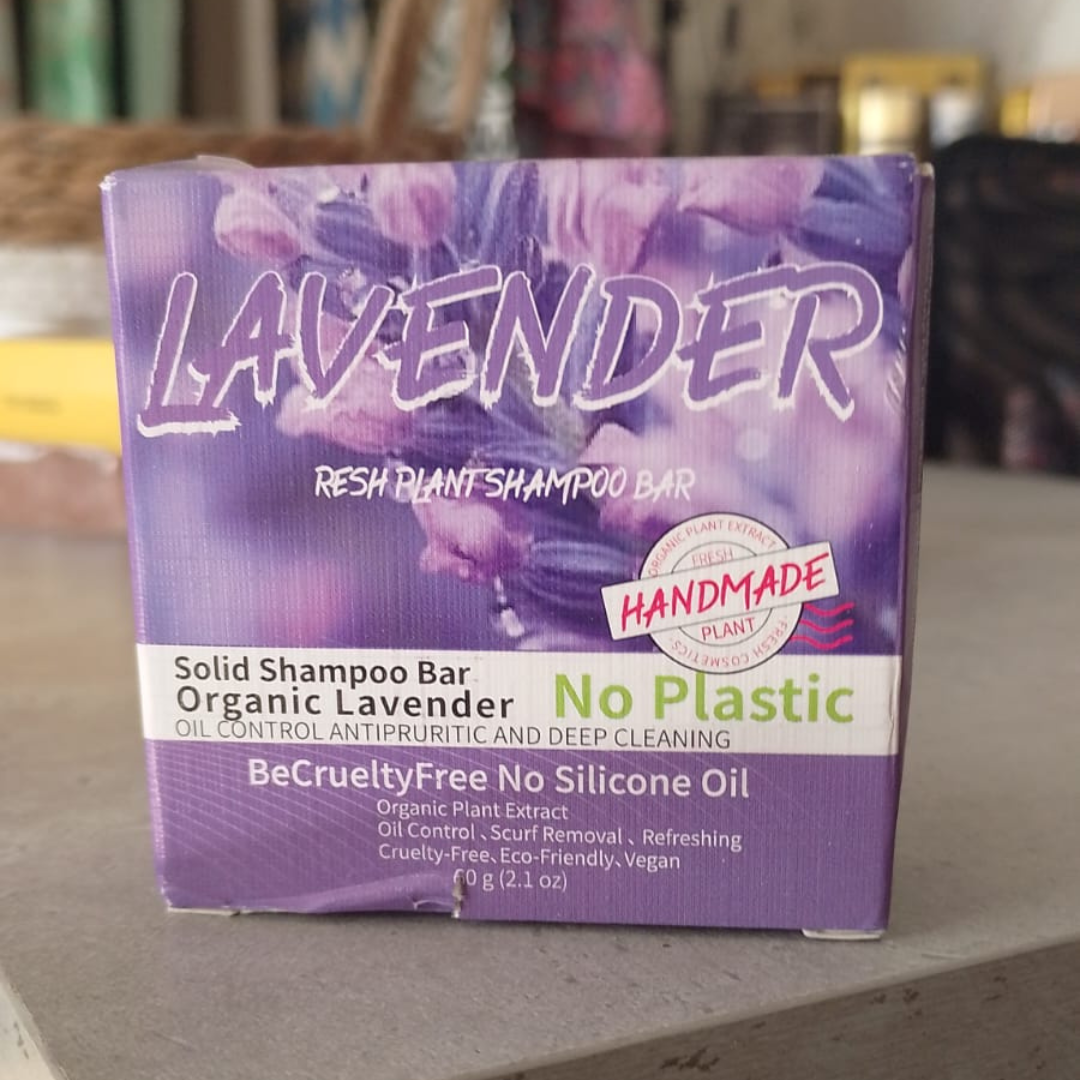 LAVENDER
RESH PLANT SHAMPOO BAR
ORGANIC PLANT EXTRACT
FRESH
HANDMADE
PLANT
FRESH COSMETICS
Solid Shampoo Bar
Organic Lavender
No Plastic
OIL CONTROL ANTIPRURITIC AND DEEP CLEANING
BeCrueltyFree No Silicone Oil
Organic Plant Extract
Oil Control、Scurf Removal、Refreshing
Cruelty-Free、Eco-Friendly、Vegan
60 g (2.1 oz)